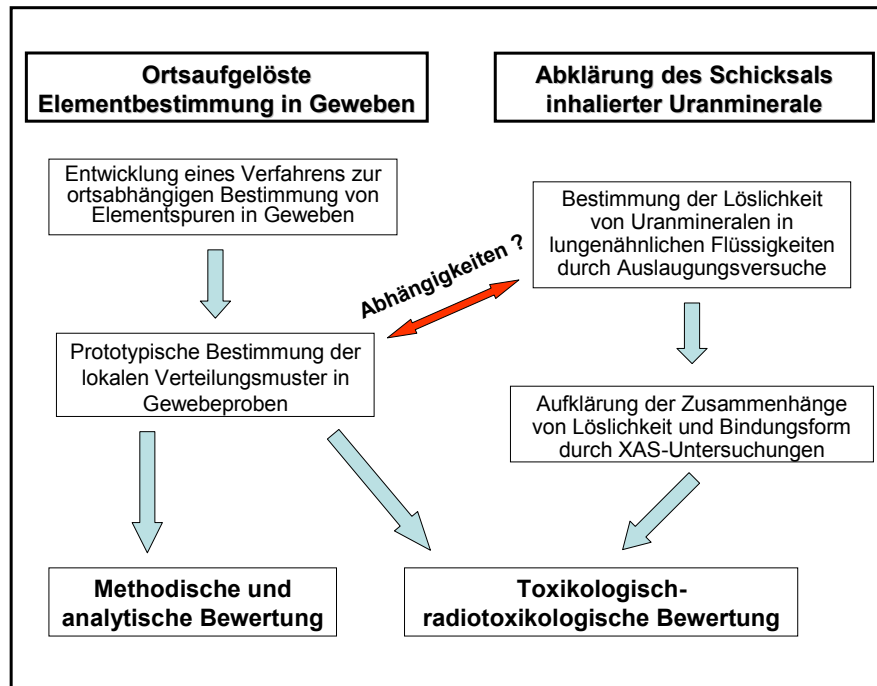 Ortsaufgelöste
Elementbestimmung in Geweben
Entwicklung eines Verfahrens zur
ortsabhängigen Bestimmung von
Elementspuren in Geweben
Prototypische Bestimmung der
lokalen Verteilungsmuster in
Gewebeproben
Abhängigkeiten ?
Abklärung des Schicksals
inhalierter Uranminerale
Bestimmung der Löslichkeit
von Uranmineralen in
lungenähnlichen Flüssigkeiten
durch Auslaugungsversuche
Aufklärung der Zusammenhänge
von Löslichkeit und Bindungsform
durch XAS-Untersuchungen
Methodische und
analytische Bewertung
Toxikologisch-
radiotoxikologische Bewertung